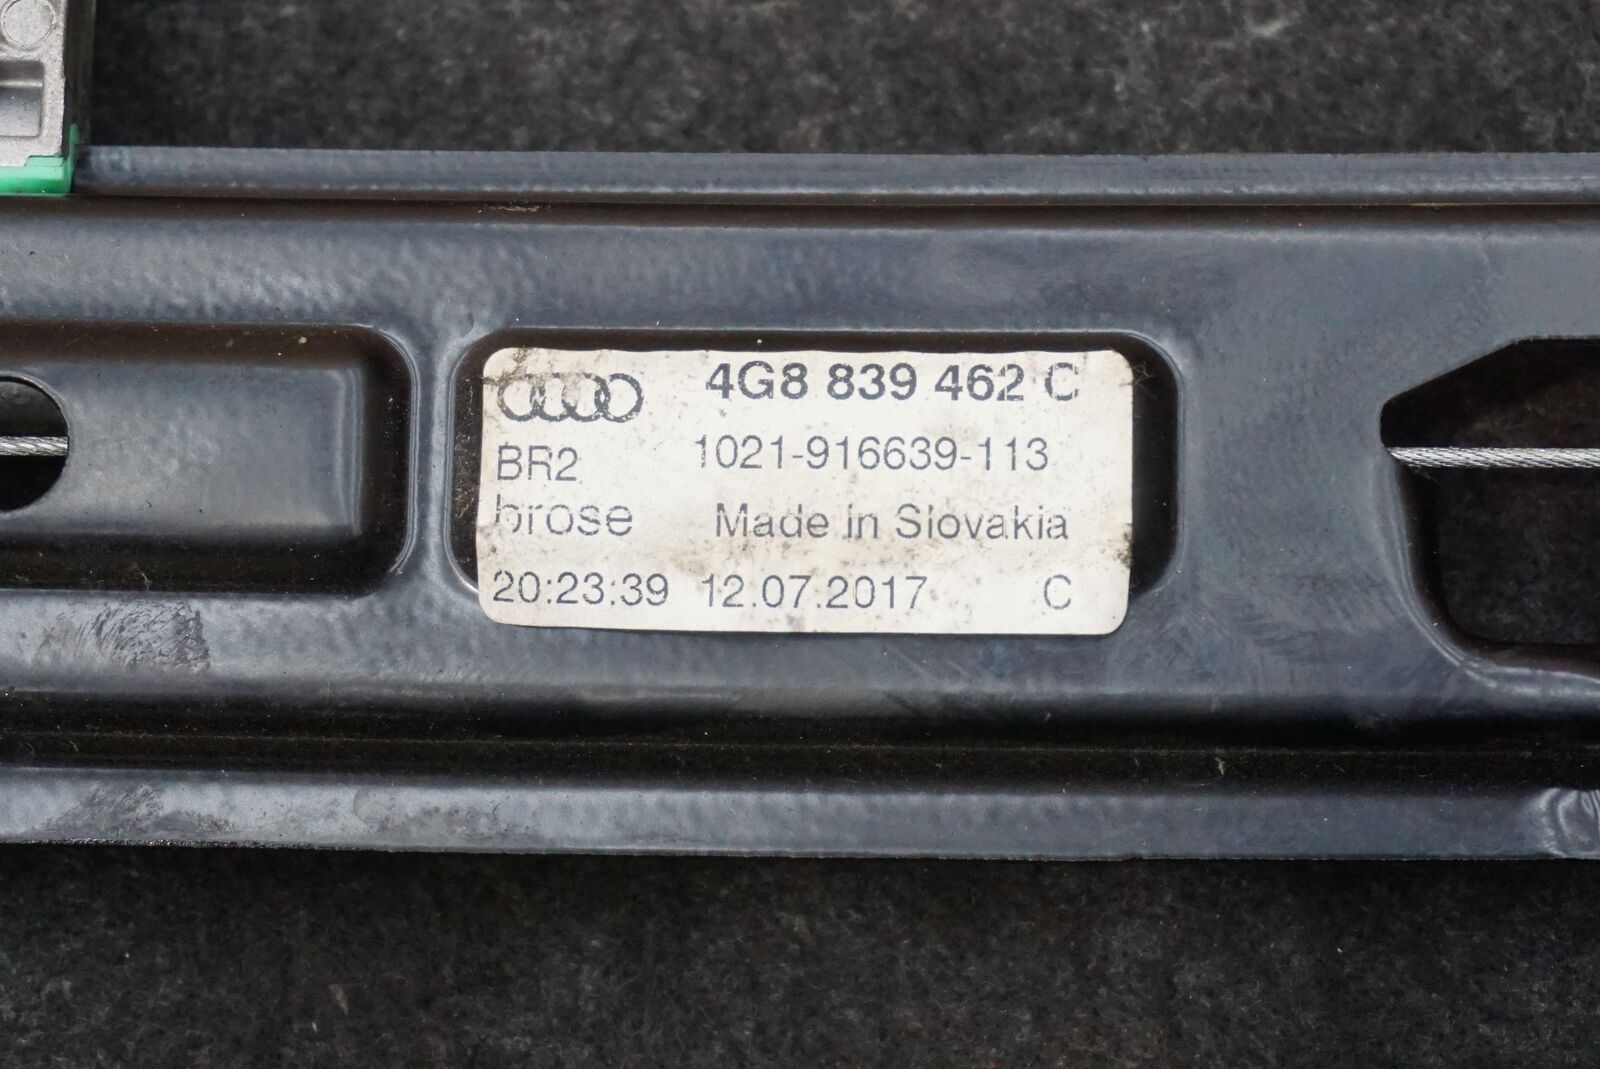 4G8 839 462 C
BR2 1021-916639-113
brose Made in Slovakia
20:23:39 12.07.2017 C